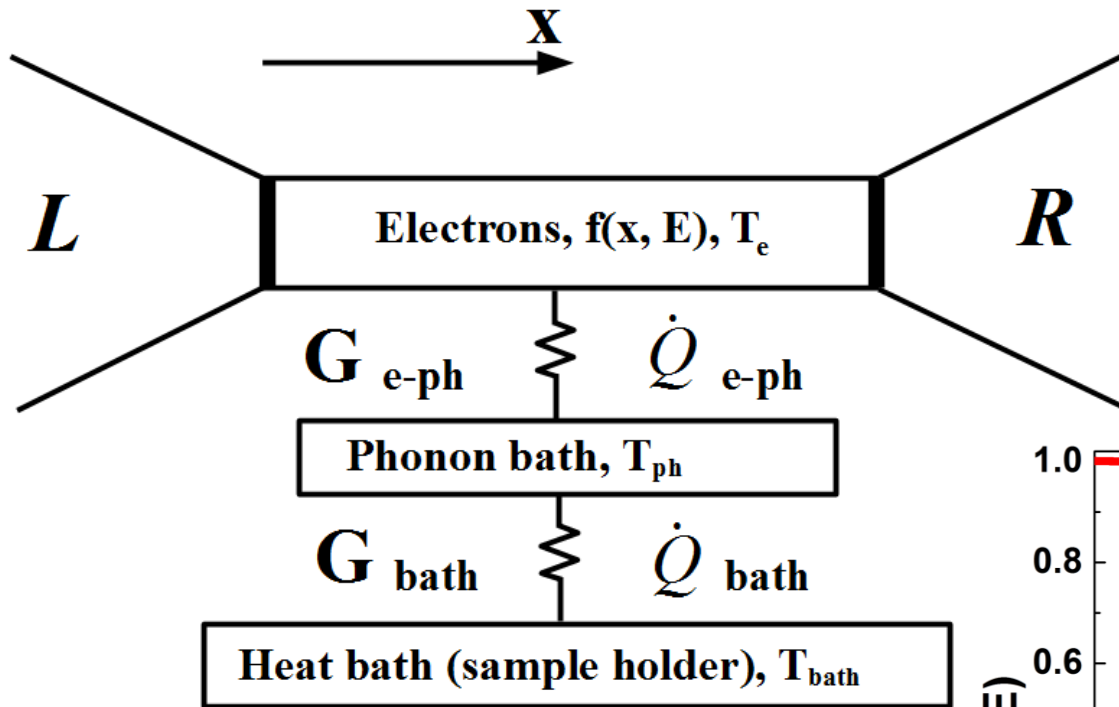 x
L
Electrons, f(x, E), Te
R
G e-ph
Q̇ e-ph
Phonon bath, Tph
1.0
G bath
Q̇ bath
0.8
Heat bath (sample holder), Tbath
0.6
E)